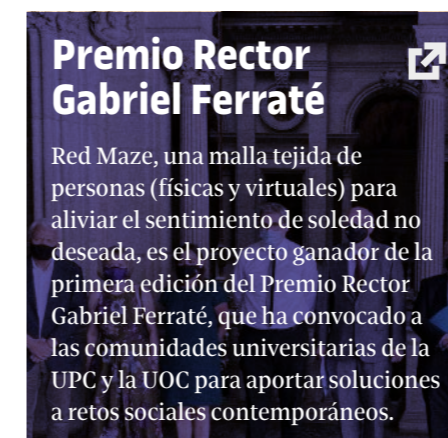 Premio Rector
Gabriel Ferraté
Red Maze, una malla tejida de
personas (físicas y virtuales) para
aliviar el sentimiento de soledad no
deseada, es el proyecto ganador de la
primera edición del Premio Rector
Gabriel Ferraté, que ha convocado a
las comunidades universitarias de la
UPC y la UOC para aportar soluciones
a retos sociales contemporáneos.